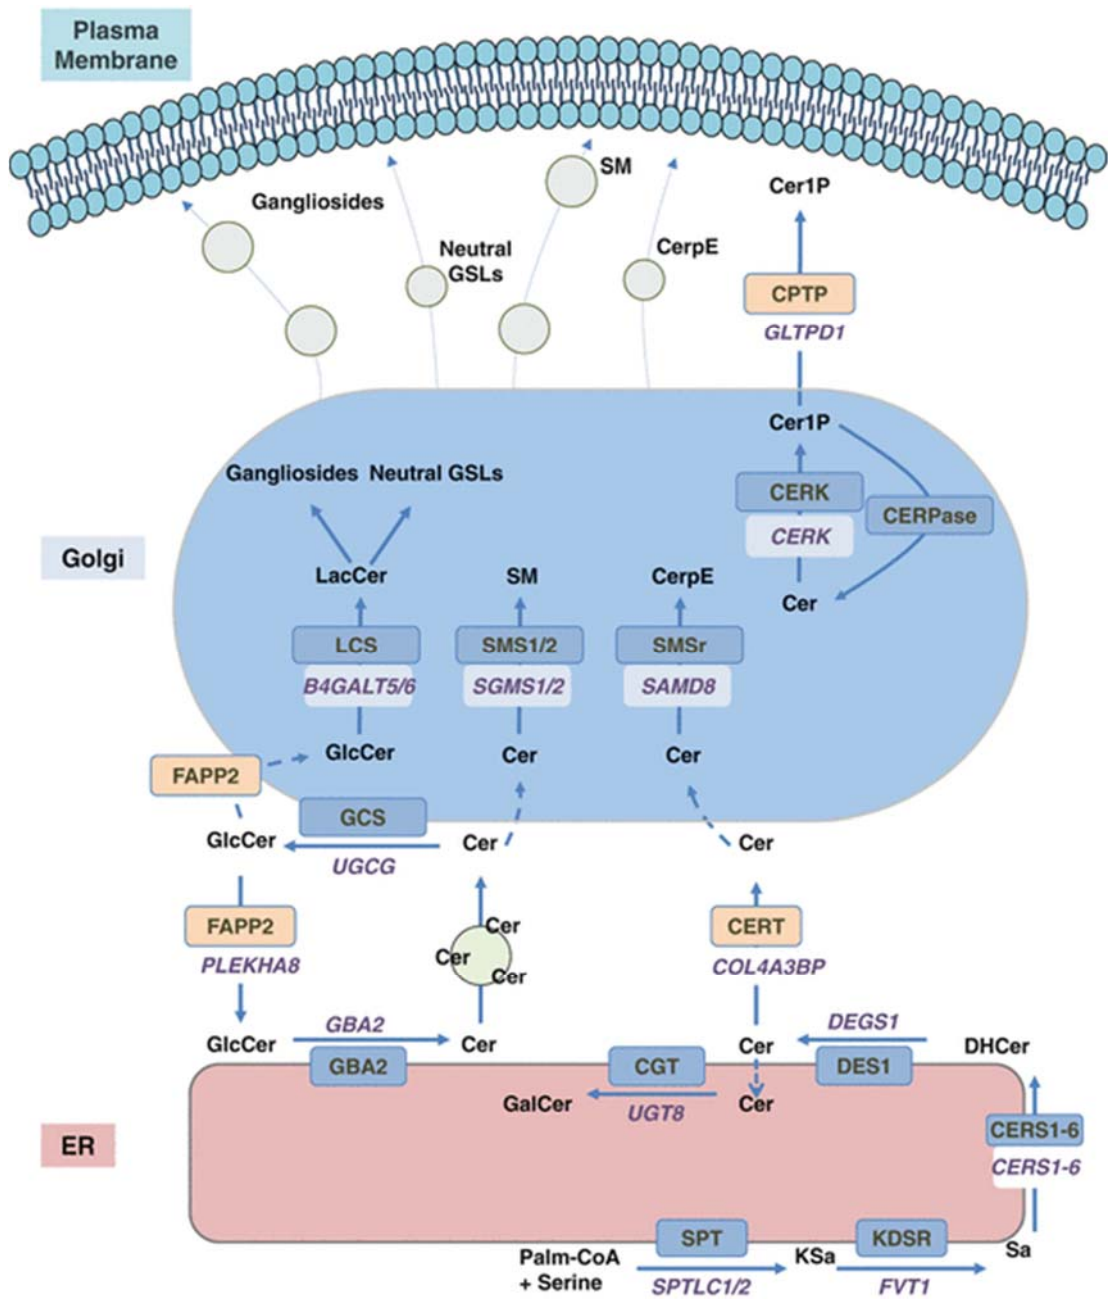 Plasma
Membrane
SM
Cer1P
Gangliosides
Neutral
GSLs
CerpE
CPTP
GLTPD1
Cer1P
Gangliosides Neutral GSLs
CERK
CERPase
CERK
Golgi
LacCer
SM
CerpE
Cer
LCS
SMS1/2
SMSr
B4GALT5/6
SGMS1/2
SAMD8
GlcCer
Cer
Cer
FAPP2
GCS
GlcCer
Cer
Cer
UGCG
FAPP2
Cer
CERT
Cer
PLEKHA8
Cer
COL4A3BP
GBA2
DEGS1
GlcCer
Cer
Cer
DHCer
GBA2
CGT
DES1
GalCer
UGT8
Cer
CERS1-6
ER
CERS1-6
SPT
KDSR
Palm-CoA
+ Serine
KSa
Sa
SPTLC1/2
FVT1